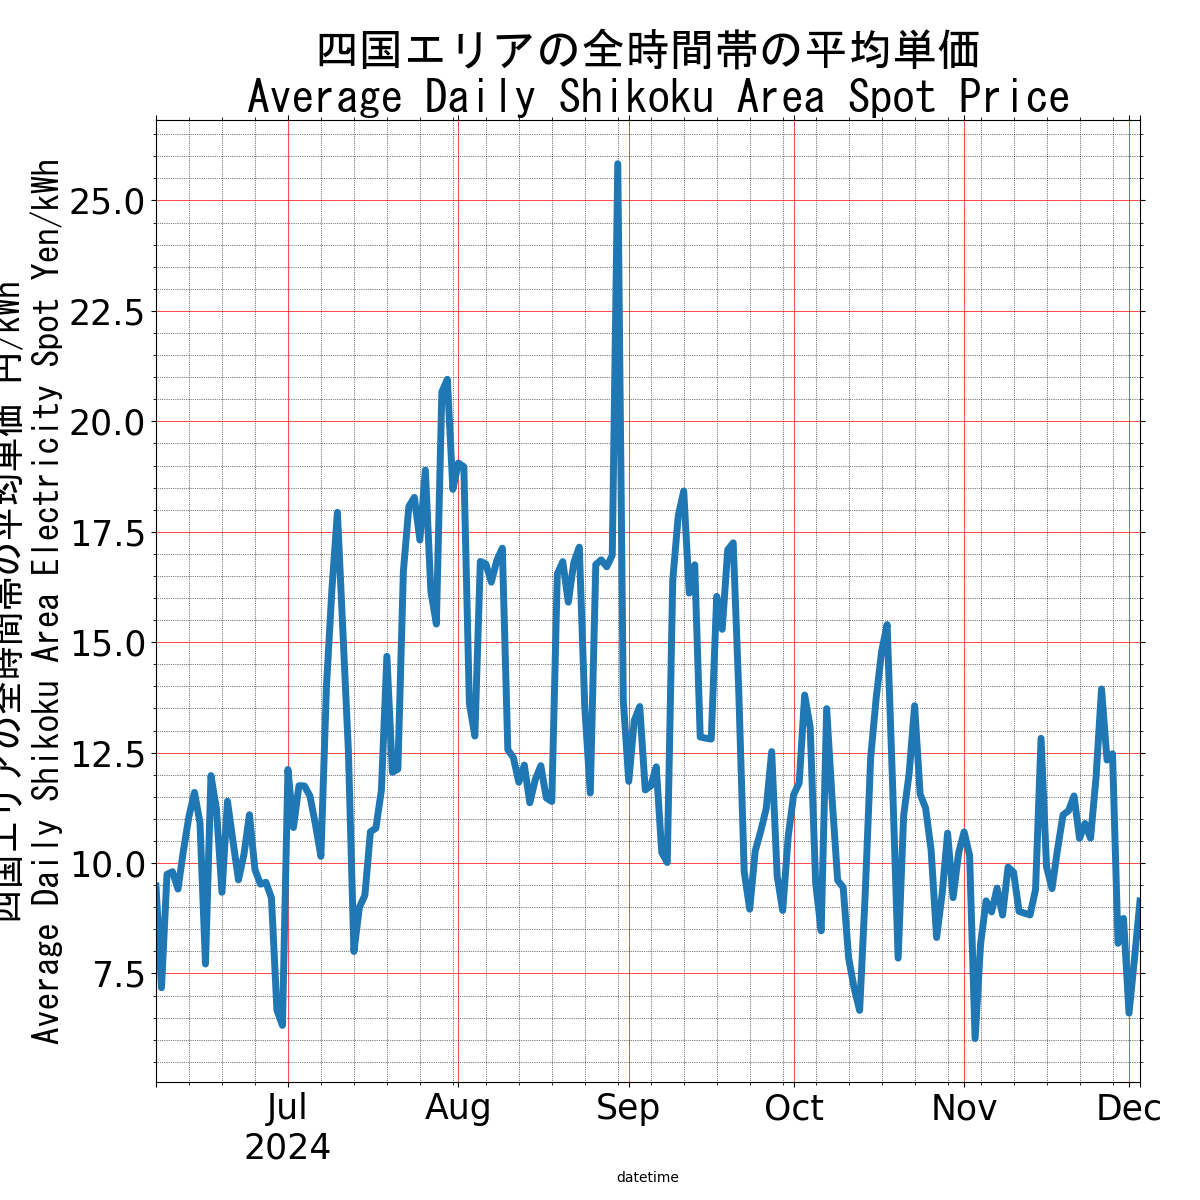 四国エリアの全時間帯の平均単価
Average Daily Shikoku Area Spot Price
四国エリアの全時間帯の平均単価 円/kWh
Average Daily Shikoku Area Electricity Spot Yen/kWh
25.0
22.5
20.0
17.5
15.0
12.5
10.0
7.5
Jul Aug Sep Oct Nov Dec
2024
datetime